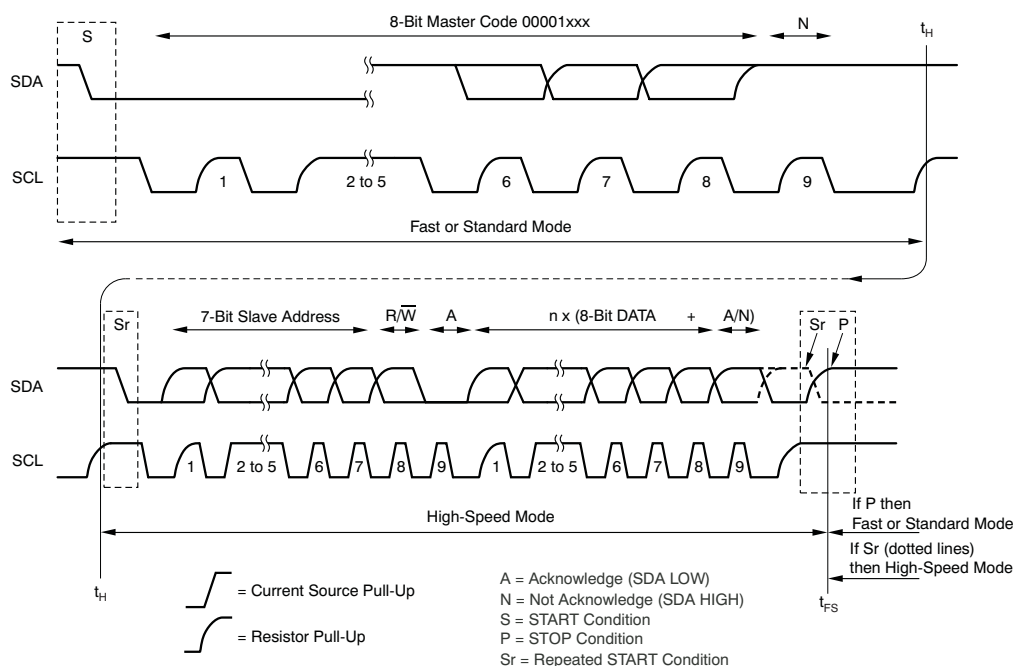 8-Bit Master Code 00001xxx
S
N
tH
SDA
SCL
1
2 to 5
6
7
8
9
Fast or Standard Mode
Sr
7-Bit Slave Address
R/W
A
n x (8-Bit DATA + A/N)
Sr P
SDA
SCL
1
2 to 5
6
7
8
9
1
2 to 5
6
7
8
9
High-Speed Mode
If P then
Fast or Standard Mode
If Sr (dotted lines)
then High-Speed Mode
tH
tFS
= Current Source Pull-Up
= Resistor Pull-Up
A = Acknowledge (SDA LOW)
N = Not Acknowledge (SDA HIGH)
S = START Condition
P = STOP Condition
Sr = Repeated START Condition